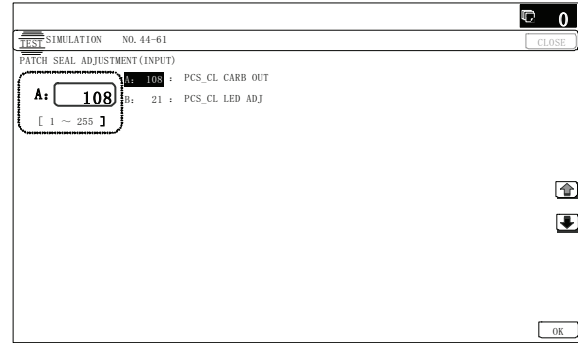 0
TEST SIMULATION NO. 44-61
CLOSE
PATCH SEAL ADJUSTMENT(INPUT)
A: 108
[ 1 ~ 255 ]
A: 108 : PCS_CL CARB OUT
B: 21 : PCS_CL LED ADJ
OK